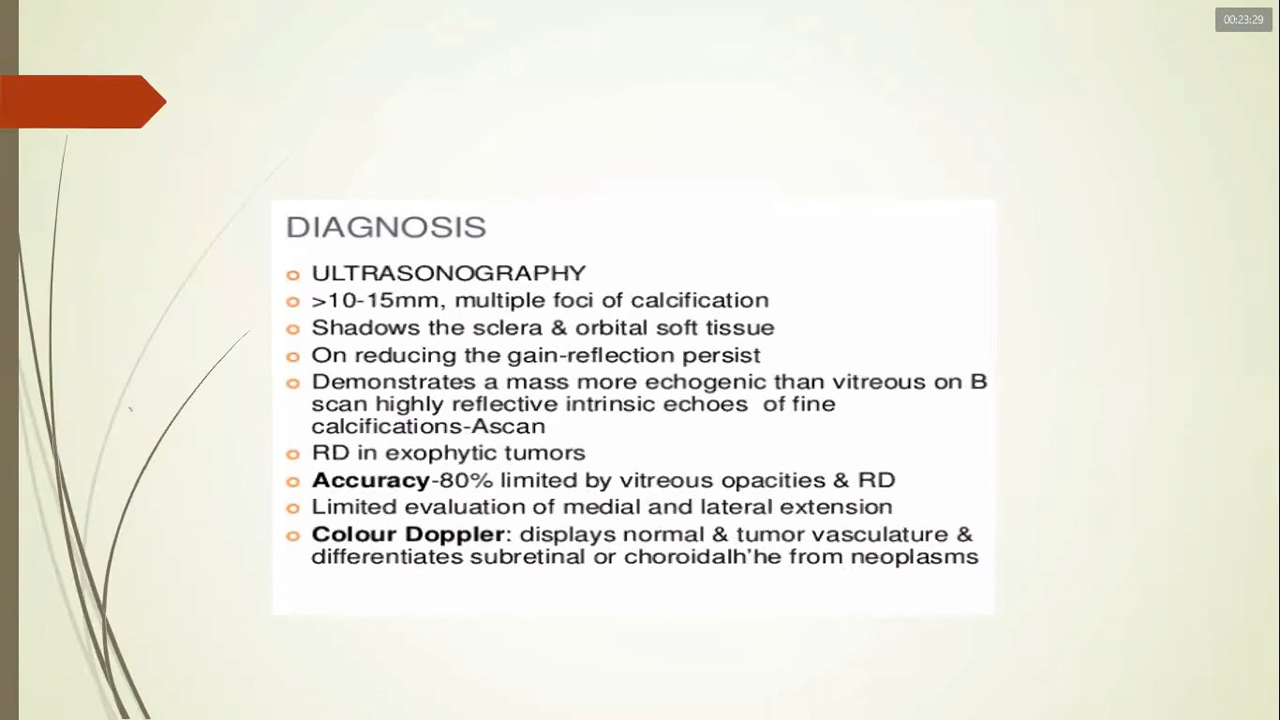 00:23:29
DIAGNOSIS
ULTRASONOGRAPHY
>10-15mm, multiple foci of calcification
Shadows the sclera & orbital soft tissue
On reducing the gain-reflection persist
Demonstrates a mass more echogenic than vitreous on B
scan highly reflective intrinsic echoes of fine
calcifications-Ascan
RD in exophytic tumors
Accuracy-80% limited by vitreous opacities & RD
Limited evaluation of medial and lateral extension
Colour Doppler: displays normal & tumor vasculature &
differentiates subretinal or choroidalh'he from neoplasms